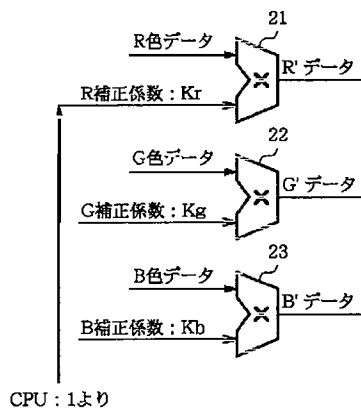 21
R色データ
R' データ
R補正係数：Kr
22
G色データ
G' データ
G補正係数：Kg
23
B色データ
B' データ
B補正係数：Kb
CPU：1より